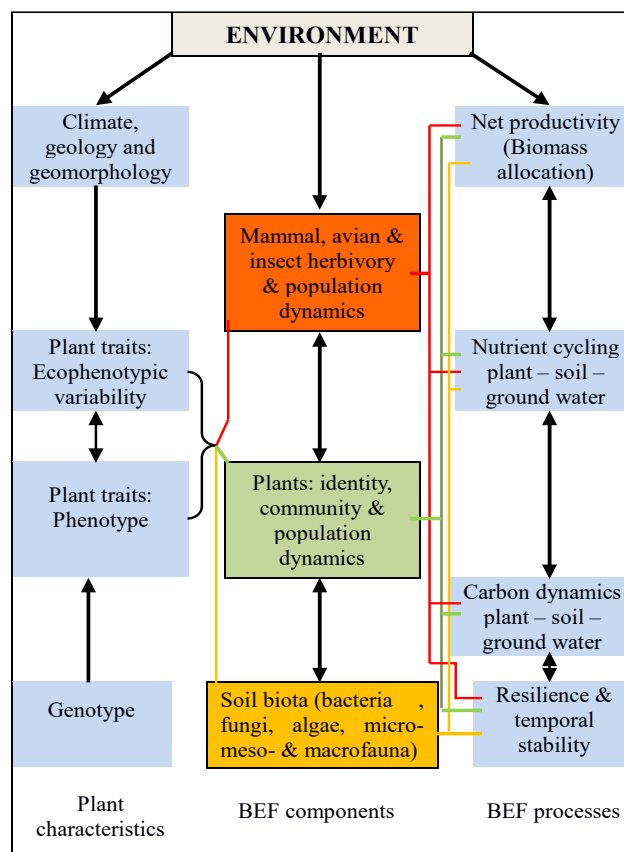 ENVIRONMENT
Climate,
geology and
geomorphology
Plant traits:
Ecophenotypic
variability
Plant traits:
Phenotype
Genotype
Plant
characteristics
Mammal, avian &
insect herbivory
& population
dynamics
Plants: identity,
community &
population
dynamics
Soil biota (bacteria ,
fungi, algae, micro-
meso- & macrofauna)
BEF components
Net productivity
(Biomass
allocation)
Nutrient cycling
plant – soil –
ground water
Carbon dynamics
plant – soil –
ground water
Resilience &
temporal
stability
BEF processes